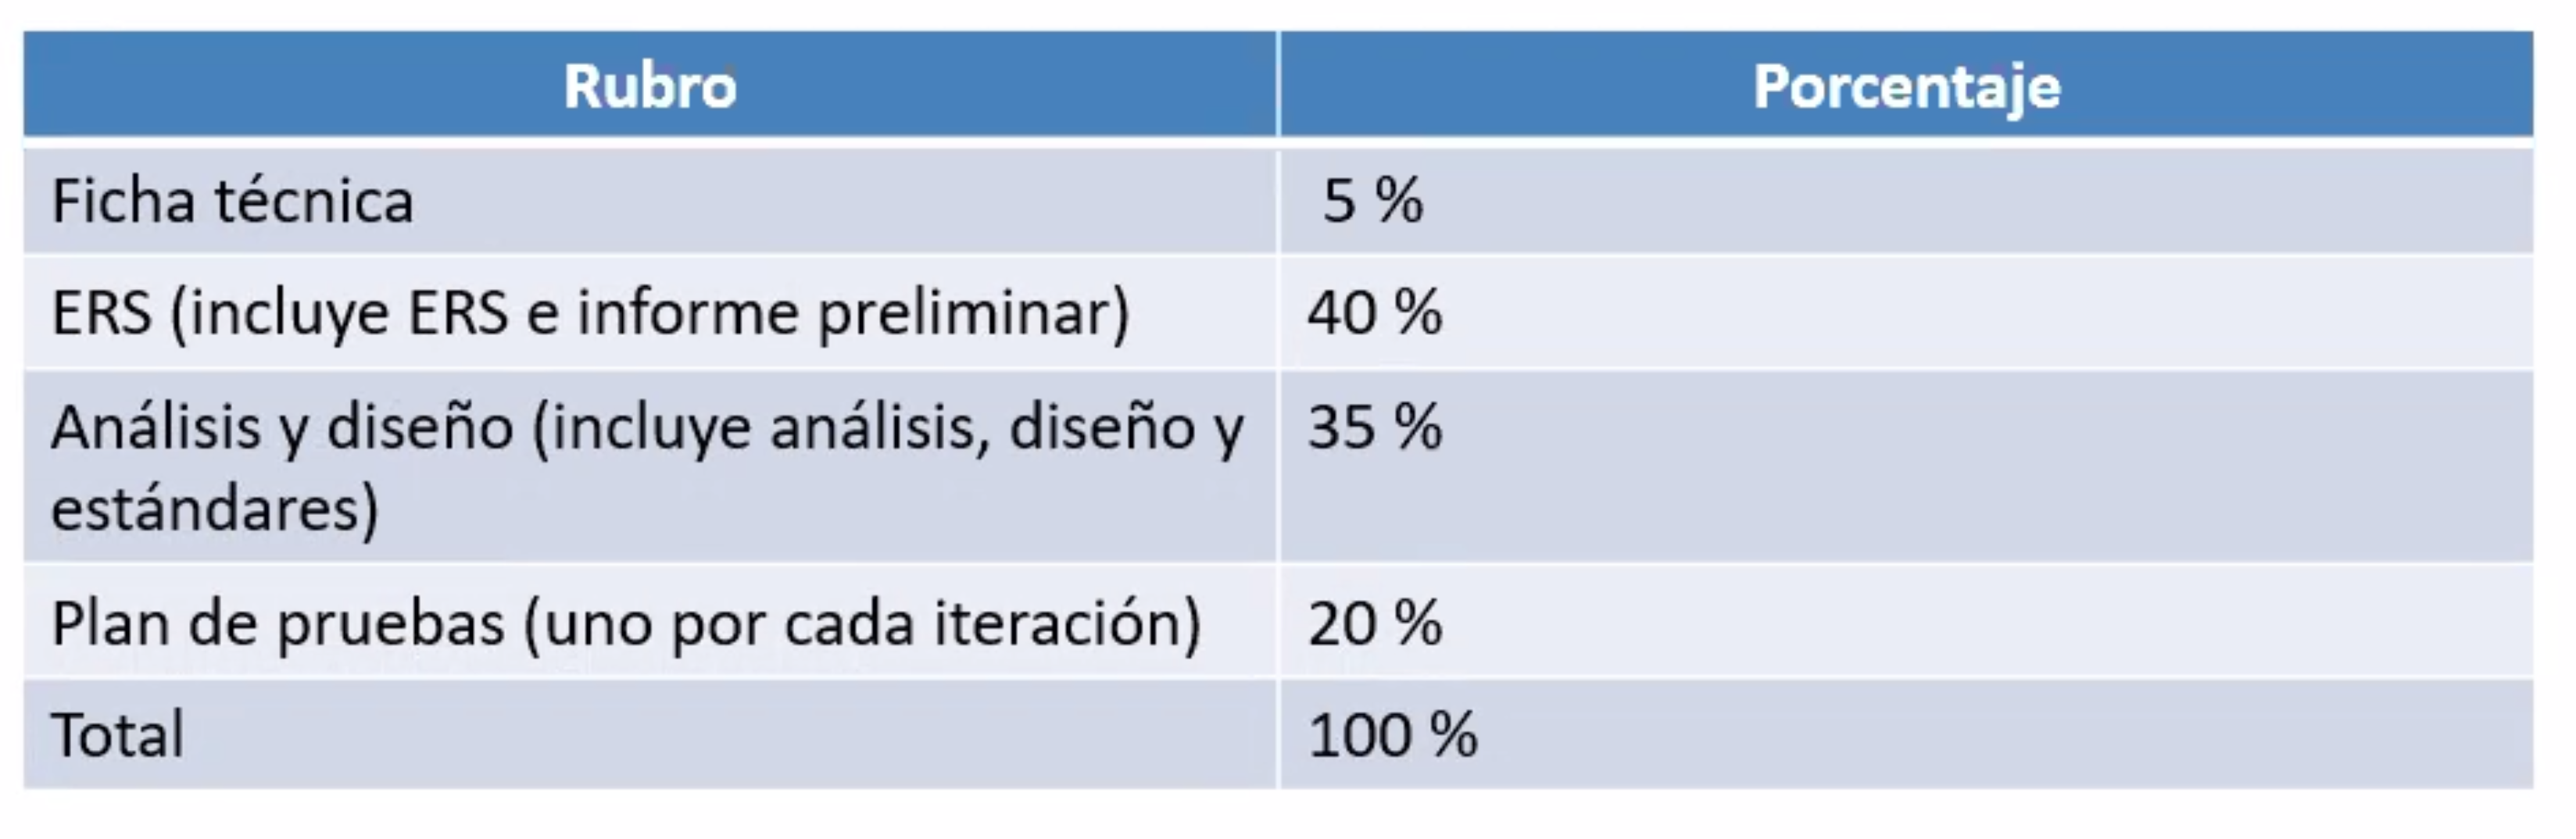 Rubro
Porcentaje
Ficha técnica
5 %
ERS (incluye ERS e informe preliminar)
40 %
Análisis y diseño (incluye análisis, diseño y
estándares)
35 %
Plan de pruebas (uno por cada iteración)
20 %
Total
100 %